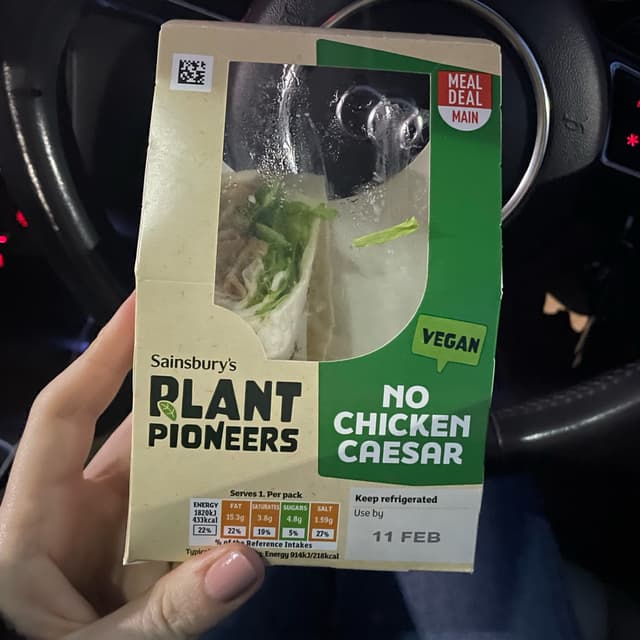 MEAL
DEAL
MAIN
VEGAN
Sainsbury's
PLANT
PIONEERS
NO
CHICKEN
CAESAR
Serves 1. Per pack
ENERGY
1820kJ
433kcal
22%
FAT
15.3g
22%
SATURATES
3.8g
19%
SUGARS
4.8g
5%
SALT
1.59g
27%
% of the Reference Intakes
Energy 914kJ/218kcal
Keep refrigerated
Use by
11 FEB